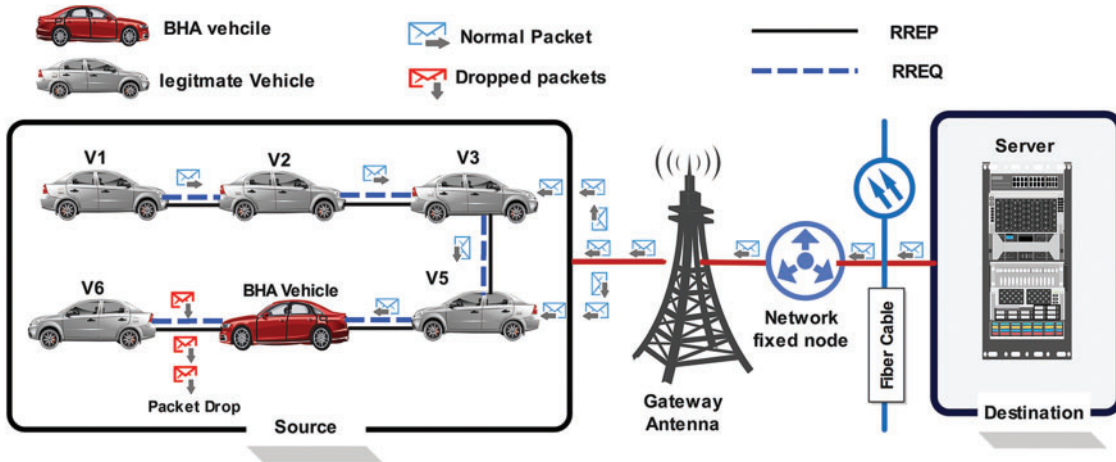 BHA vehcile
Normal Packet
RREP
legitmate Vehicle
Dropped packets
RREQ
V1
V2
V3
Server
V6
BHA Vehicle
V5
Network
fixed node
Fiber Cable
Packet Drop
Gateway
Antenna
Source
Destination